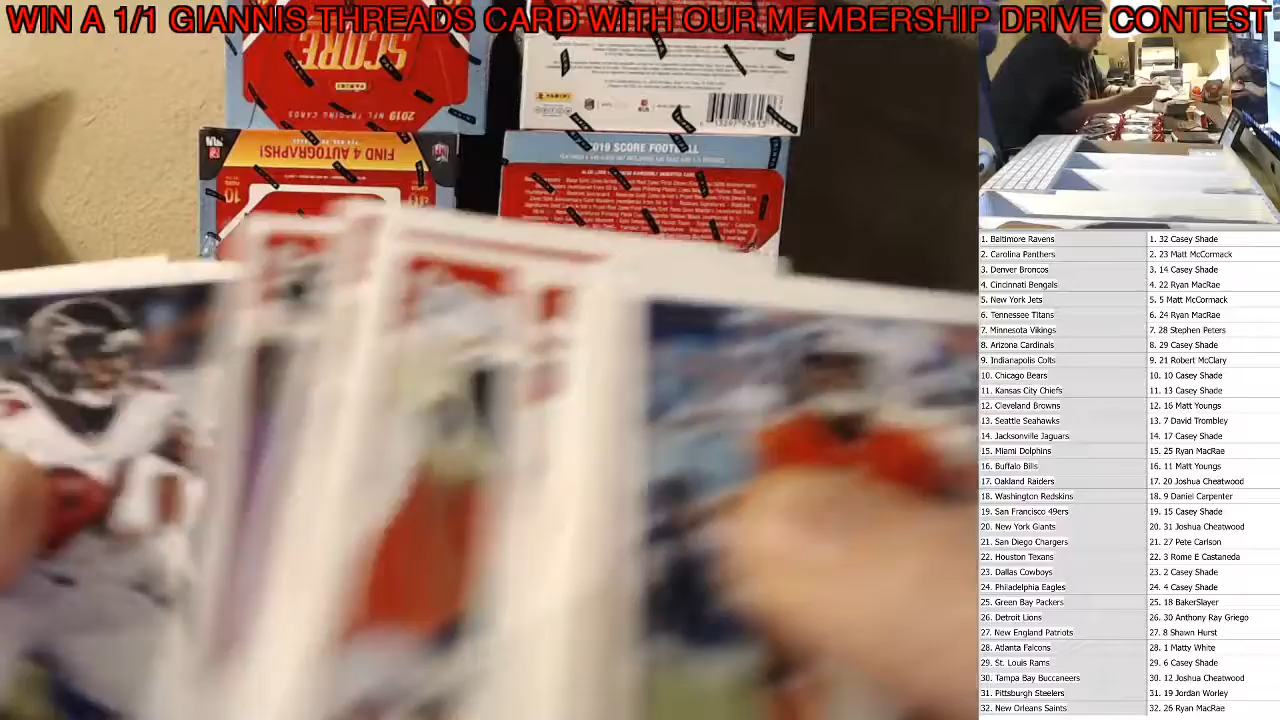 WIN A 1/1 GIANNIS THREADS CARD WITH OUR MEMBERSHIP DRIVE CONTEST
SCORE
PANINI
2019 NFL TRADING CARDS
FIND 4 AUTOGRAPHS!
2019 SCORE FOOTBALL
1. Baltimore Ravens 1. 32 Casey Shade
2. Carolina Panthers 2. 23 Matt McCormack
3. Denver Broncos 3. 14 Casey Shade
4. Cincinnati Bengals 4. 22 Ryan MacRae
5. New York Jets 5. 5 Matt McCormack
6. Tennessee Titans 6. 24 Ryan MacRae
7. Minnesota Vikings 7. 28 Stephen Peters
8. Arizona Cardinals 8. 29 Casey Shade
9. Indianapolis Colts 9. 21 Robert McClary
10. Chicago Bears 10. 10 Casey Shade
11. Kansas City Chiefs 11. 13 Casey Shade
12. Cleveland Browns 12. 16 Matt Youngs
13. Seattle Seahawks 13. 7 David Trombley
14. Jacksonville Jaguars 14. 17 Casey Shade
15. Miami Dolphins 15. 25 Ryan MacRae
16. Buffalo Bills 16. 11 Matt Youngs
17. Oakland Raiders 17. 20 Joshua Cheatwood
18. Washington Redskins 18. 9 Daniel Carpenter
19. San Francisco 49ers 19. 15 Casey Shade
20. New York Giants 20. 31 Joshua Cheatwood
21. San Diego Chargers 21. 27 Pete Carlson
22. Houston Texans 22. 3 Rome E Castaneda
23. Dallas Cowboys 23. 2 Casey Shade
24. Philadelphia Eagles 24. 4 Casey Shade
25. Green Bay Packers 25. 18 BakerSlayer
26. Detroit Lions 26. 30 Anthony Ray Griego
27. New England Patriots 27. 8 Shawn Hurst
28. Atlanta Falcons 28. 1 Matty White
29. St. Louis Rams 29. 6 Casey Shade
30. Tampa Bay Buccaneers 30. 12 Joshua Cheatwood
31. Pittsburgh Steelers 31. 19 Jordan Worley
32. New Orleans Saints 32. 26 Ryan MacRae